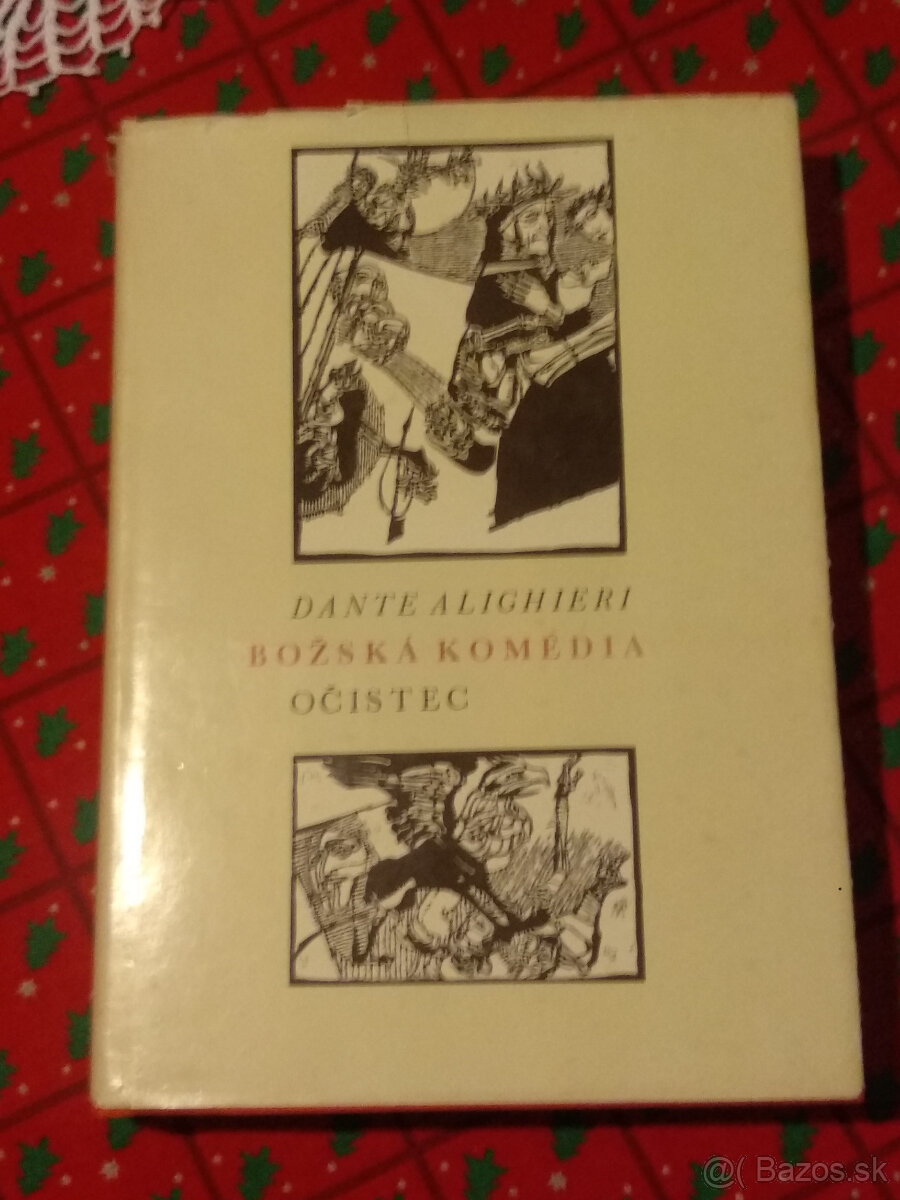 DANTE ALIGHIERI
BOŽSKÁ KOMÉDIA
OČISTEC
@( Bazos.sk